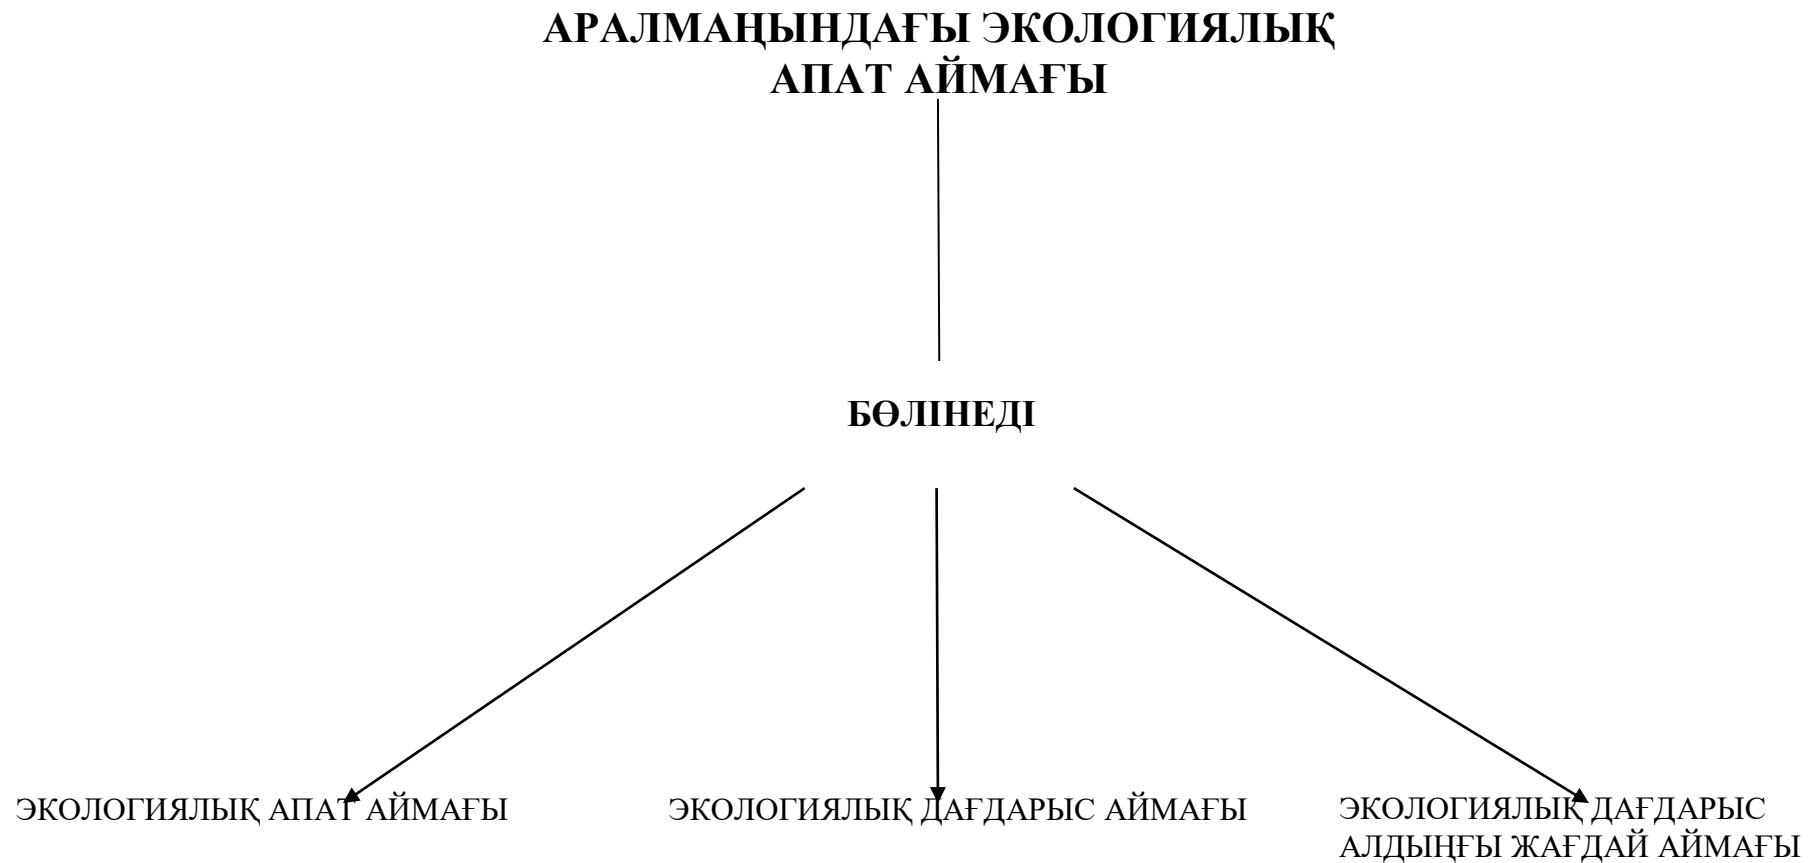 АРАЛМАҢЫНДАҒЫ ЭКОЛОГИЯЛЫҚ
АПАТ АЙМАҒЫ
БӨЛІНЕДІ
ЭКОЛОГИЯЛЫҚ АПАТ АЙМАҒЫ
ЭКОЛОГИЯЛЫҚ ДАҒДАРЫС АЙМАҒЫ
ЭКОЛОГИЯЛЫҚ ДАҒДАРЫС
АЛДЫҢҒЫ ЖАҒДАЙ АЙМАҒЫ